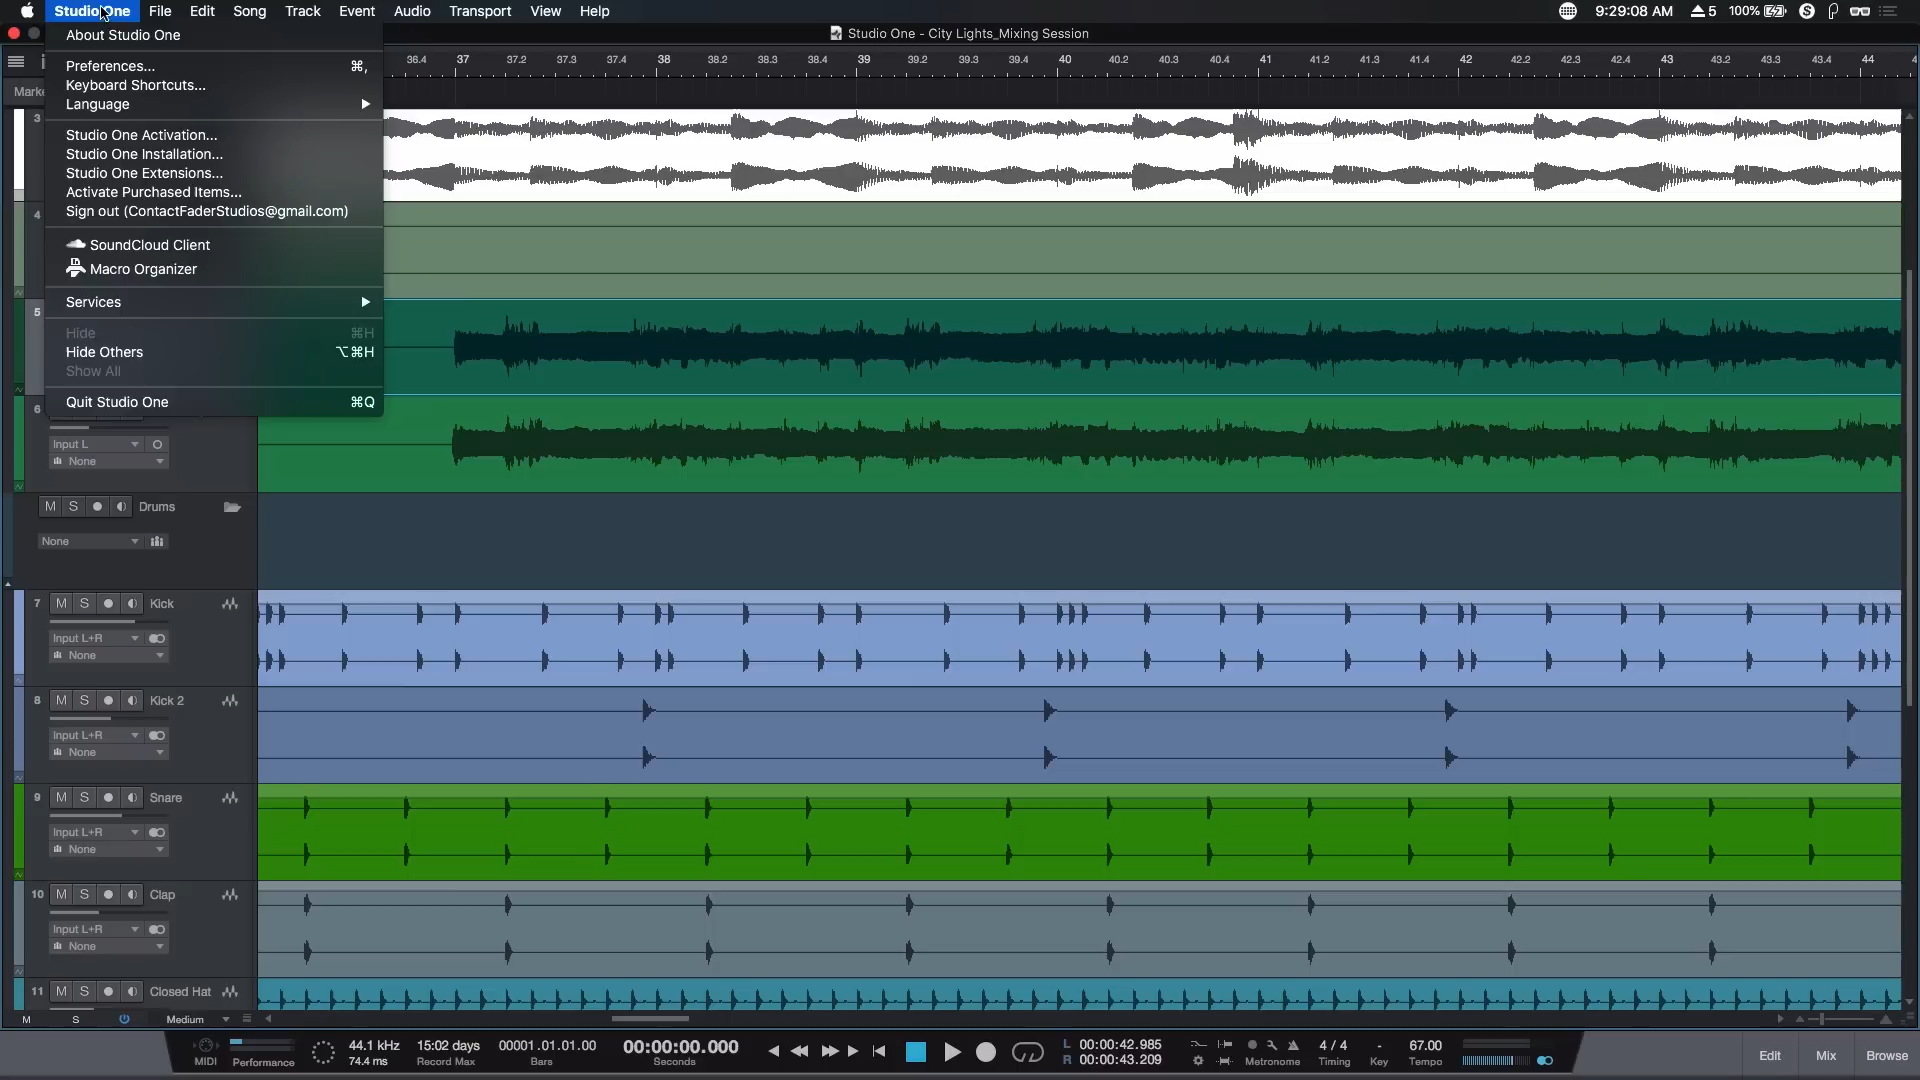 Studio One File Edit Song Track Event Audio Transport View Help 9:29:08 AM 5 100%
About Studio One
Studio One - City Lights_Mixing Session
Preferences... ⌘,
36.4 37 37.2 37.3 37.4 38 38.2 38.3 38.4 39 39.2 39.3 39.4 40 40.2 40.3 40.4 41 41.2 41.3 41.4 42 42.2 42.3 42.4 43 43.2 43.3 43.4 44
Keyboard Shortcuts...
Marke
Language
3
Studio One Activation...
Studio One Installation...
Studio One Extensions...
Activate Purchased Items...
Sign out (ContactFaderStudios@gmail.com)
4
SoundCloud Client
Macro Organizer
Services
5
Hide ⌘H
Hide Others ⌥⌘H
Show All
Quit Studio One ⌘Q
6
Input L
None
M S Drums
None
7 M S Kick
Input L+R
None
8 M S Kick 2
Input L+R
None
9 M S Snare
Input L+R
None
10 M S Clap
Input L+R
None
11 M S Closed Hat
M S Medium
44.1 kHz 15:02 days 00001.01.01.00 00:00:00.000 L 00:00:42.985 4 / 4 - 67.00
MIDI Performance 74.4 ms Record Max Bars Seconds R 00:00:43.209 Metronome Timing Key Tempo
Edit Mix Browse